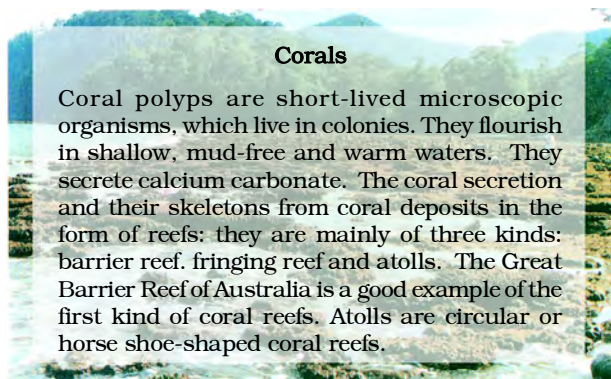 Corals
Coral polyps are short-lived microscopic
organisms, which live in colonies. They flourish
in shallow, mud-free and warm waters. They
secrete calcium carbonate. The coral secretion
and their skeletons from coral deposits in the
form of reefs: they are mainly of three kinds:
barrier reef. fringing reef and atolls. The Great
Barrier Reef of Australia is a good example of the
first kind of coral reefs. Atolls are circular or
horse shoe-shaped coral reefs.